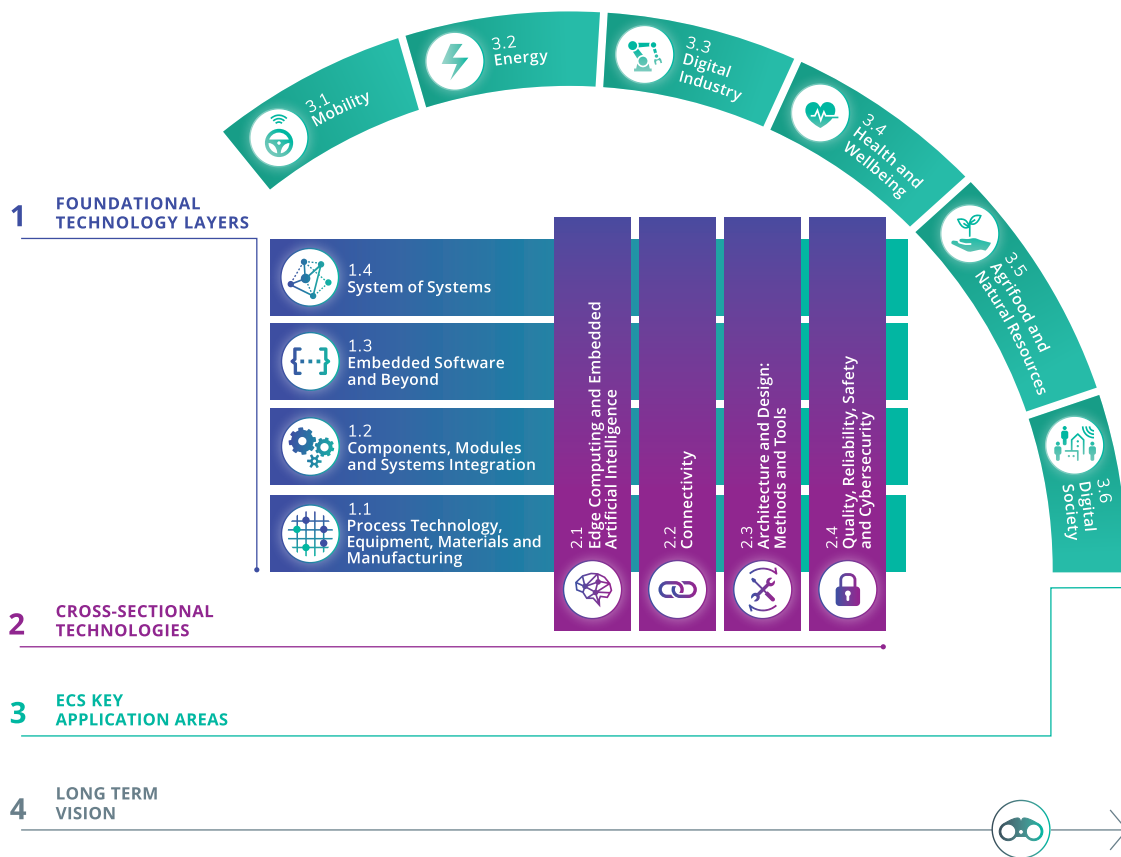 3.1
Mobility
3.2
Energy
3.3
Digital
Industry
3.4
Health and
Wellbeing
3.5
Agrifood and
Natural Resources
3.6
Digital
Society
1
FOUNDATIONAL
TECHNOLOGY LAYERS
1.4
System of Systems
1.3
Embedded Software
and Beyond
1.2
Components, Modules
and Systems Integration
1.1
Process Technology,
Equipment, Materials and
Manufacturing
2.1
Edge Computing and Embedded
Artificial Intelligence
2.2
Connectivity
2.3
Architecture and Design:
Methods and Tools
2.4
Quality, Reliability, Safety
and Cybersecurity
2
CROSS-SECTIONAL
TECHNOLOGIES
3
ECS KEY
APPLICATION AREAS
4
LONG TERM
VISION